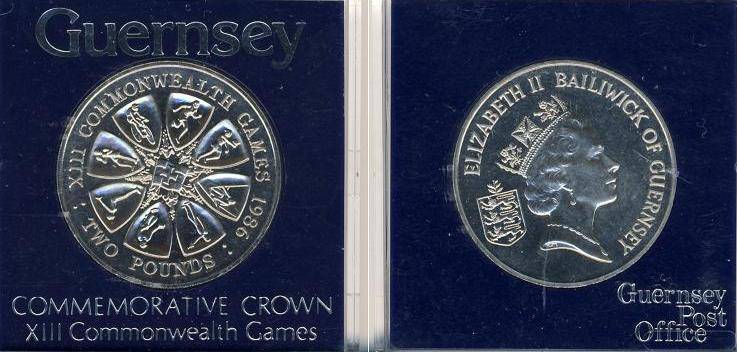 Guernsey
: XIII COMMONWEALTH GAMES 1986 :
TWO POUNDS
COMMEMORATIVE CROWN
XIII Commonwealth Games
ELIZABETH II BAILIWICK OF GUERNSEY
Guernsey
Post
Office